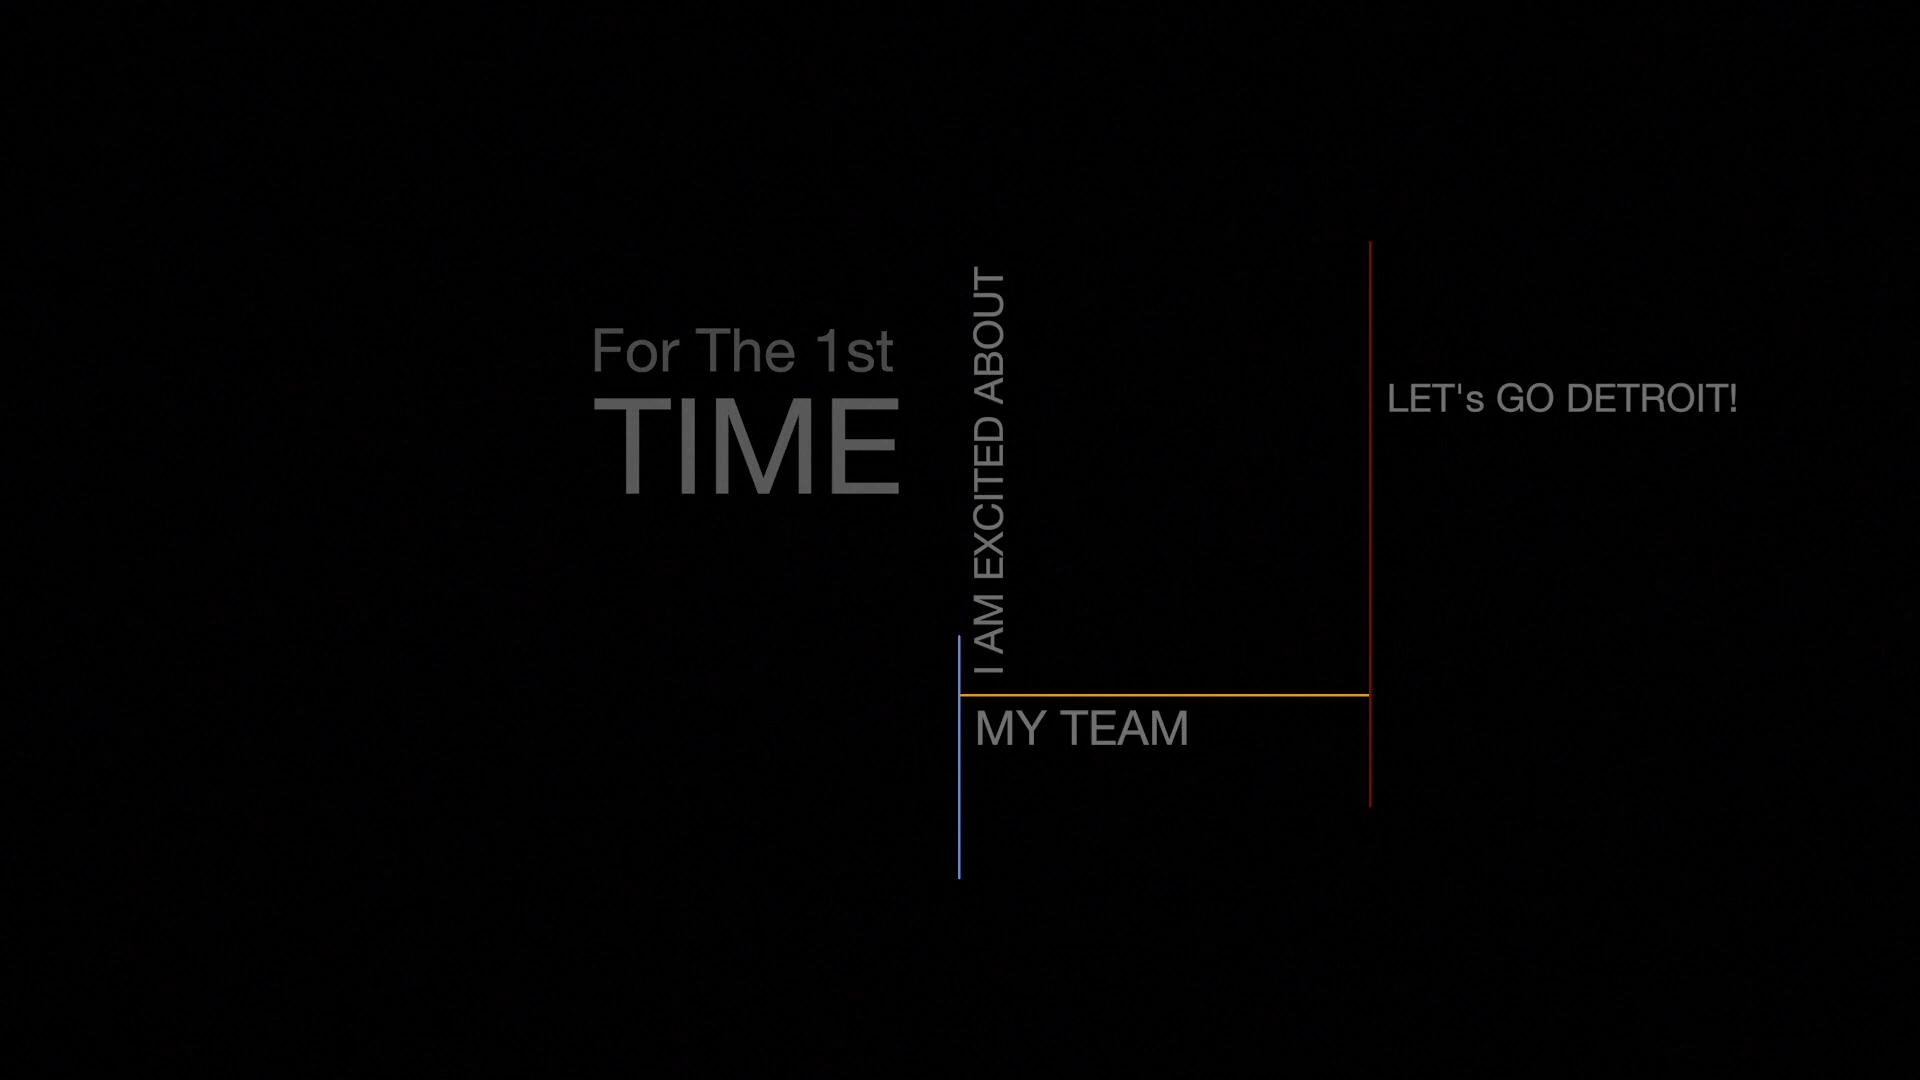 For The 1st
TIME
I AM EXCITED ABOUT
MY TEAM
LET's GO DETROIT!